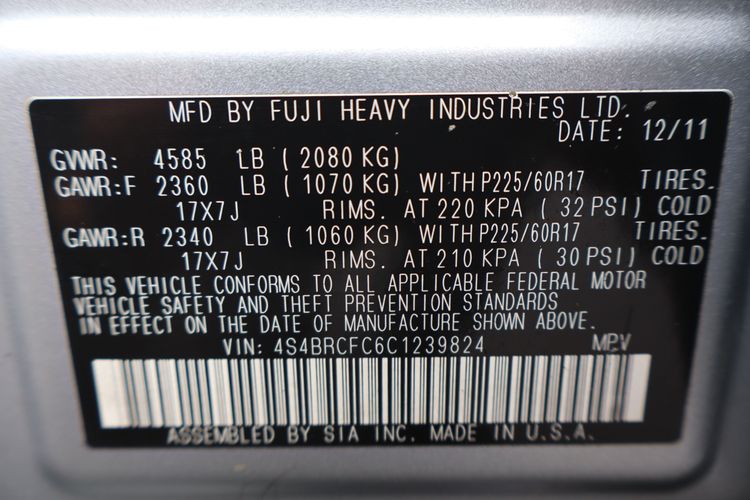 MFD BY FUJI HEAVY INDUSTRIES LTD.
DATE: 12/11
GVWR: 4585 LB ( 2080 KG)
GAWR:F 2360 LB ( 1070 KG) WITH P225/60R17 TIRES.
17X7J RIMS. AT 220 KPA ( 32 PSI) COLD
GAWR:R 2340 LB ( 1060 KG) WITH P225/60R17 TIRES.
17X7J RIMS. AT 210 KPA ( 30 PSI) COLD
THIS VEHICLE CONFORMS TO ALL APPLICABLE FEDERAL MOTOR
VEHICLE SAFETY AND THEFT PREVENTION STANDARDS
IN EFFECT ON THE DATE OF MANUFACTURE SHOWN ABOVE.
VIN: 4S4BRCFC6C1239824 MPV
ASSEMBLED BY SIA INC. MADE IN U.S.A.